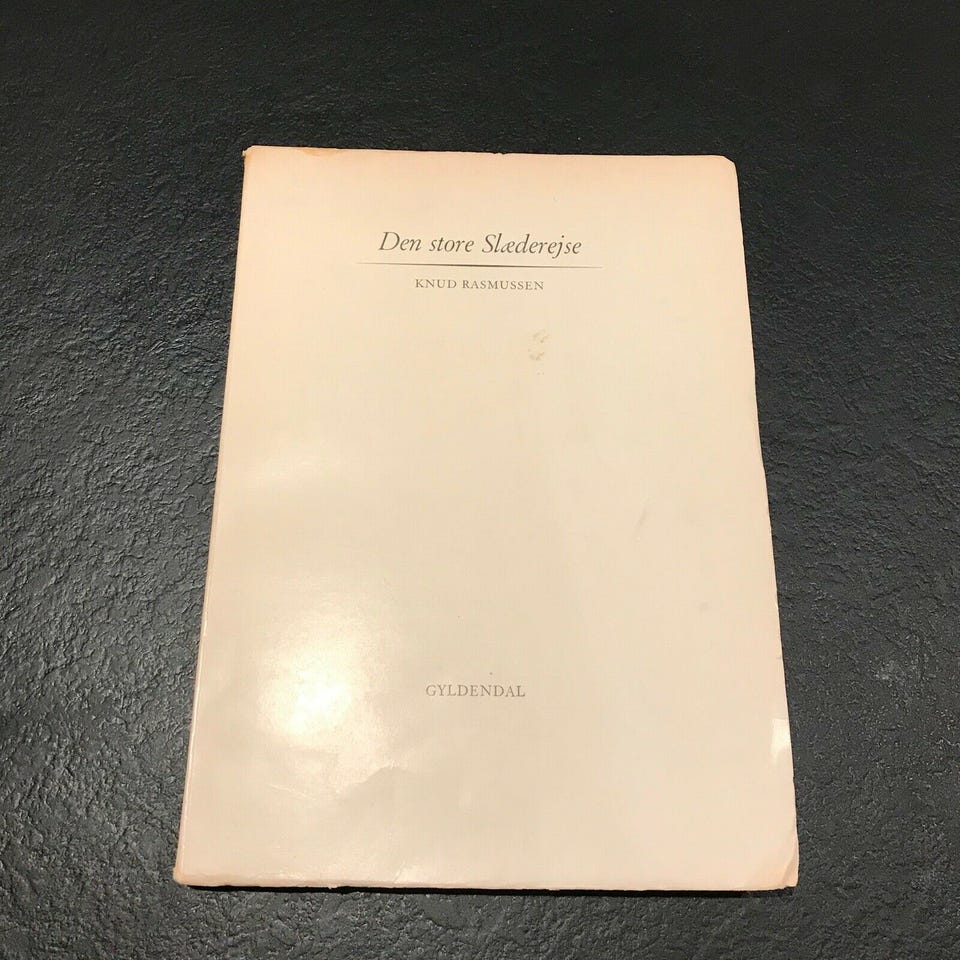 Den store Slæderejse
KNUD RASMUSSEN
GYLDENDAL